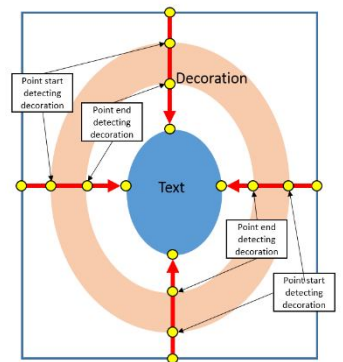 Decoration
Point start
detecting
decoration
Point end
detecting
decoration
Text
Point end
detecting
decoration
Point start
detecting
decoration